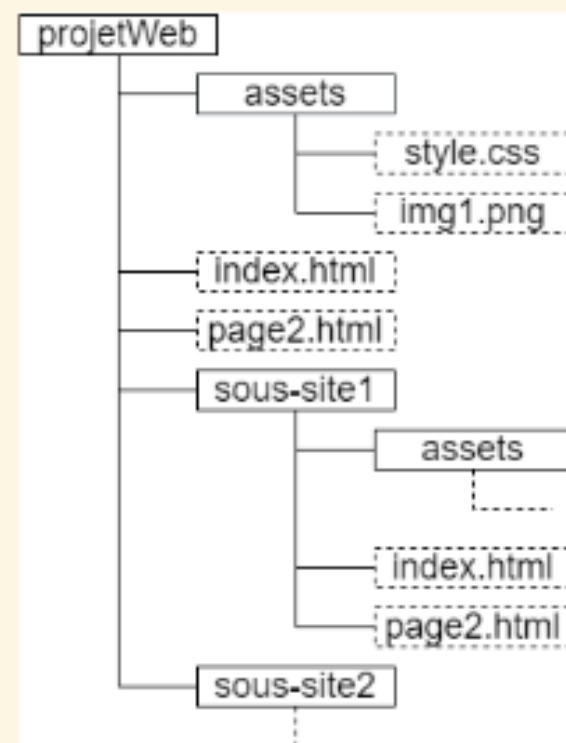 projetWeb
assets
style.css
img1.png
index.html
page2.html
sous-site1
assets
index.html
page2.html
sous-site2